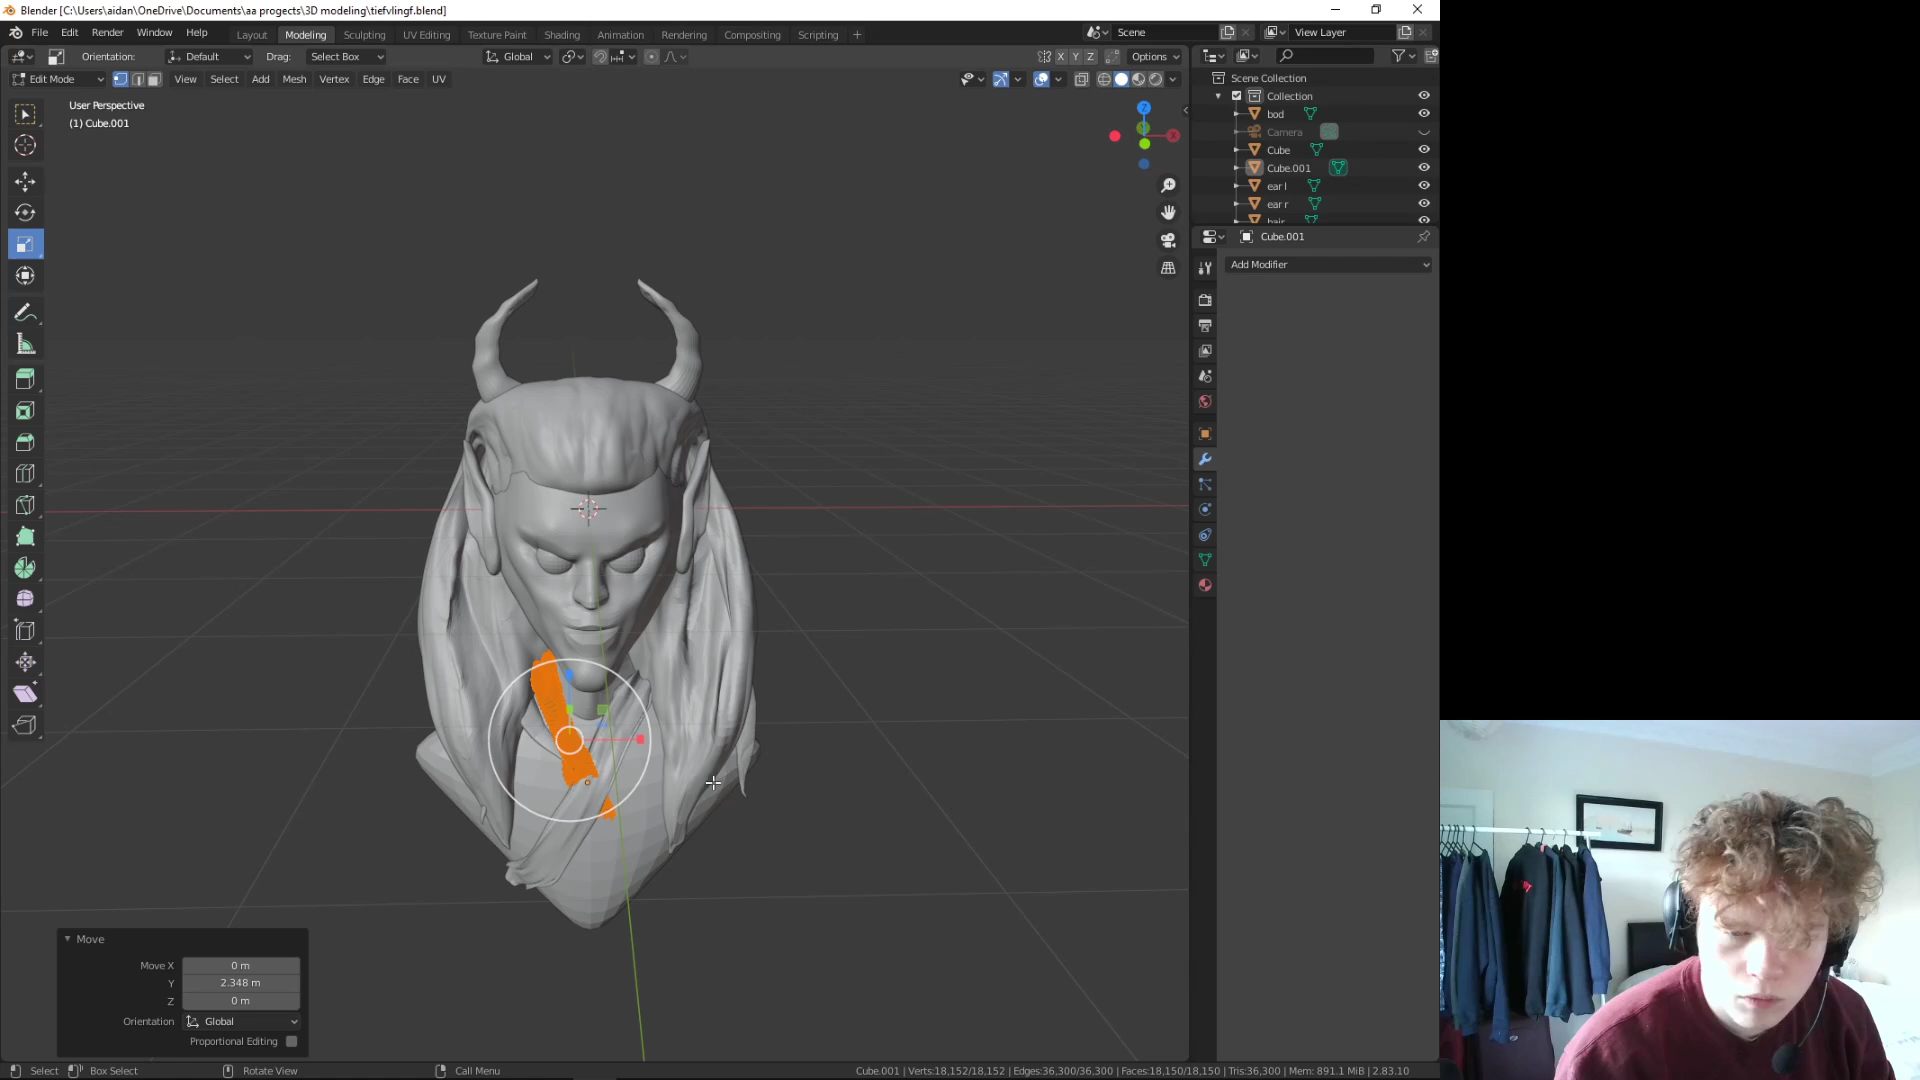 Blender [C:\Users\aidan\OneDrive\Documents\aa progects\3D modeling\tiefvlingf.blend]
File Edit Render Window Help
Layout Modeling Sculpting UV Editing Texture Paint Shading Animation Rendering Compositing Scripting +
Scene
View Layer
Orientation: Default Drag: Select Box
Global
X Y Z Options
Edit Mode View Select Add Mesh Vertex Edge Face UV
User Perspective
(1) Cube.001
Z
X
Scene Collection
Collection
bod
Camera
Cube
Cube.001
ear l
ear r
hair
Cube.001
Add Modifier
Move
Move X 0 m
Y 2.348 m
Z 0 m
Orientation Global
Proportional Editing
Select Box Select Rotate View Call Menu
Cube.001 | Verts:18,152/18,152 | Edges:36,300/36,300 | Faces:18,150/18,150 | Tris:36,300 | Mem: 891.1 MiB | 2.83.10